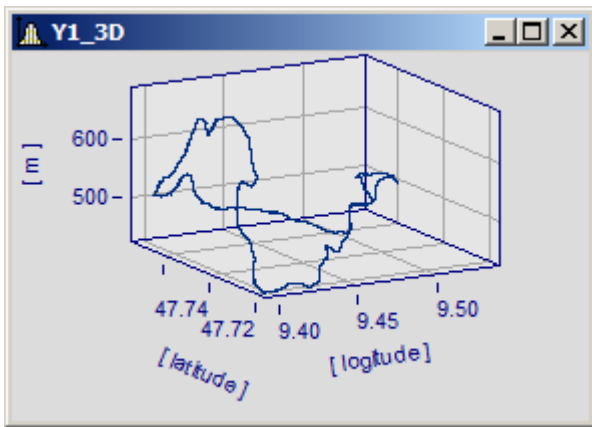 Y1_3D
600
[ m ]
500
47.74
47.72
9.40
9.45
9.50
[ latitude ]
[ logitude ]